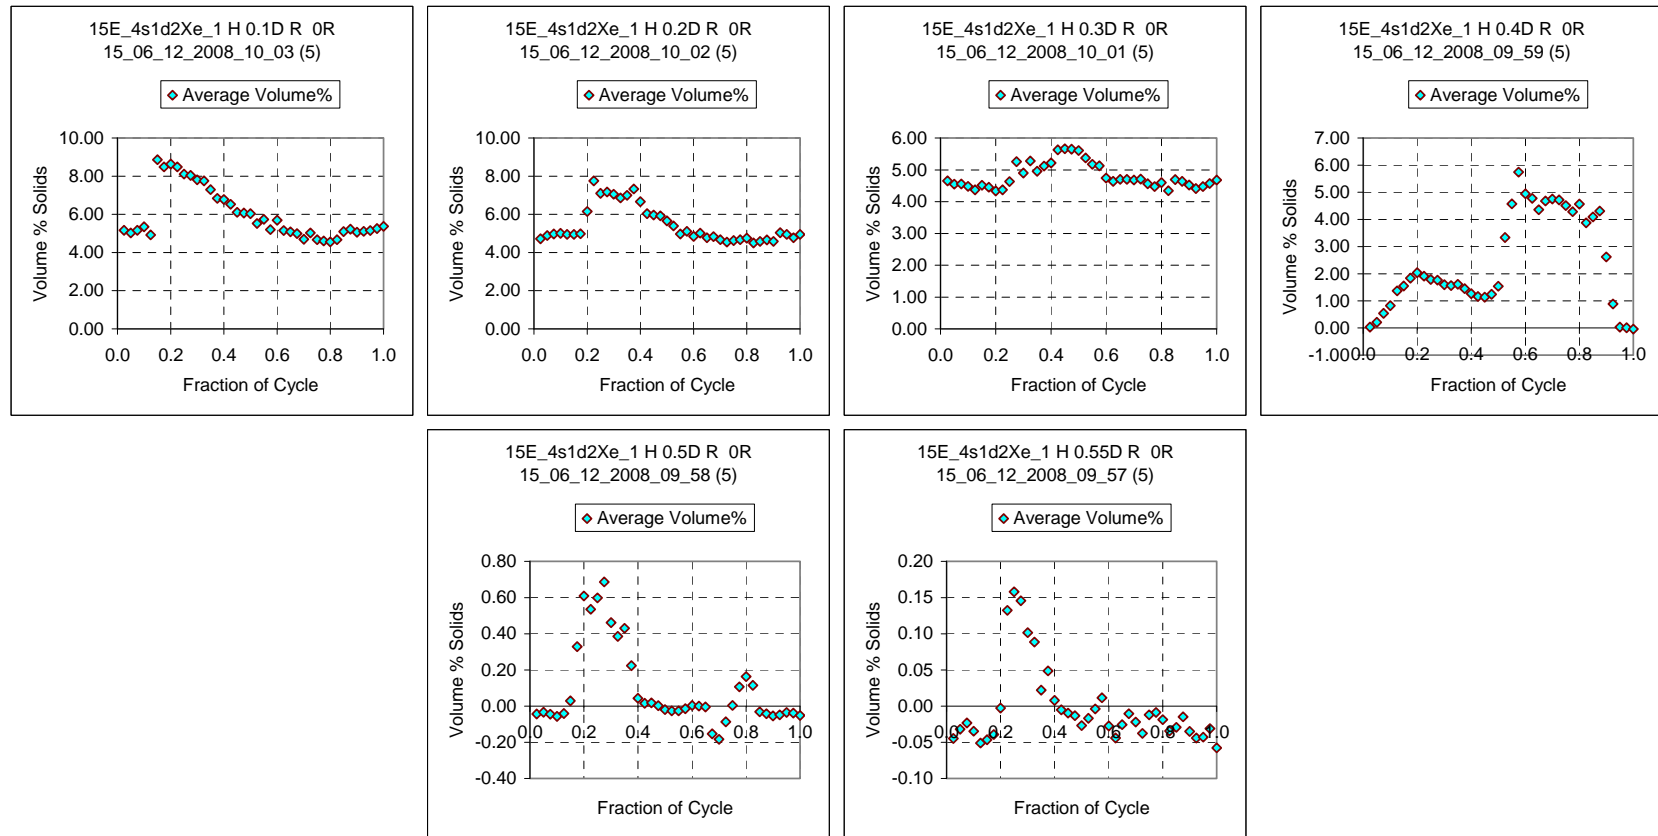 15E_4s1d2Xe_1 H 0.1D R 0R
15_06_12_2008_10_03 (5)
Average Volume%
10.00
8.00
6.00
4.00
2.00
0.00
Volume % Solids
0.0 0.2 0.4 0.6 0.8 1.0
Fraction of Cycle
15E_4s1d2Xe_1 H 0.2D R 0R
15_06_12_2008_10_02 (5)
Average Volume%
10.00
8.00
6.00
4.00
2.00
0.00
Volume % Solids
0.0 0.2 0.4 0.6 0.8 1.0
Fraction of Cycle
15E_4s1d2Xe_1 H 0.3D R 0R
15_06_12_2008_10_01 (5)
Average Volume%
6.00
5.00
4.00
3.00
2.00
1.00
0.00
Volume % Solids
0.0 0.2 0.4 0.6 0.8 1.0
Fraction of Cycle
15E_4s1d2Xe_1 H 0.4D R 0R
15_06_12_2008_09_59 (5)
Average Volume%
7.00
6.00
5.00
4.00
3.00
2.00
1.00
0.00
-1.00
Volume % Solids
0.0 0.2 0.4 0.6 0.8 1.0
Fraction of Cycle
15E_4s1d2Xe_1 H 0.5D R 0R
15_06_12_2008_09_58 (5)
Average Volume%
0.80
0.60
0.40
0.20
0.00
-0.20
-0.40
Volume % Solids
0.0 0.2 0.4 0.6 0.8 1.0
Fraction of Cycle
15E_4s1d2Xe_1 H 0.55D R 0R
15_06_12_2008_09_57 (5)
Average Volume%
0.20
0.15
0.10
0.05
0.00
-0.05
-0.10
Volume % Solids
0.0 0.2 0.4 0.6 0.8 1.0
Fraction of Cycle